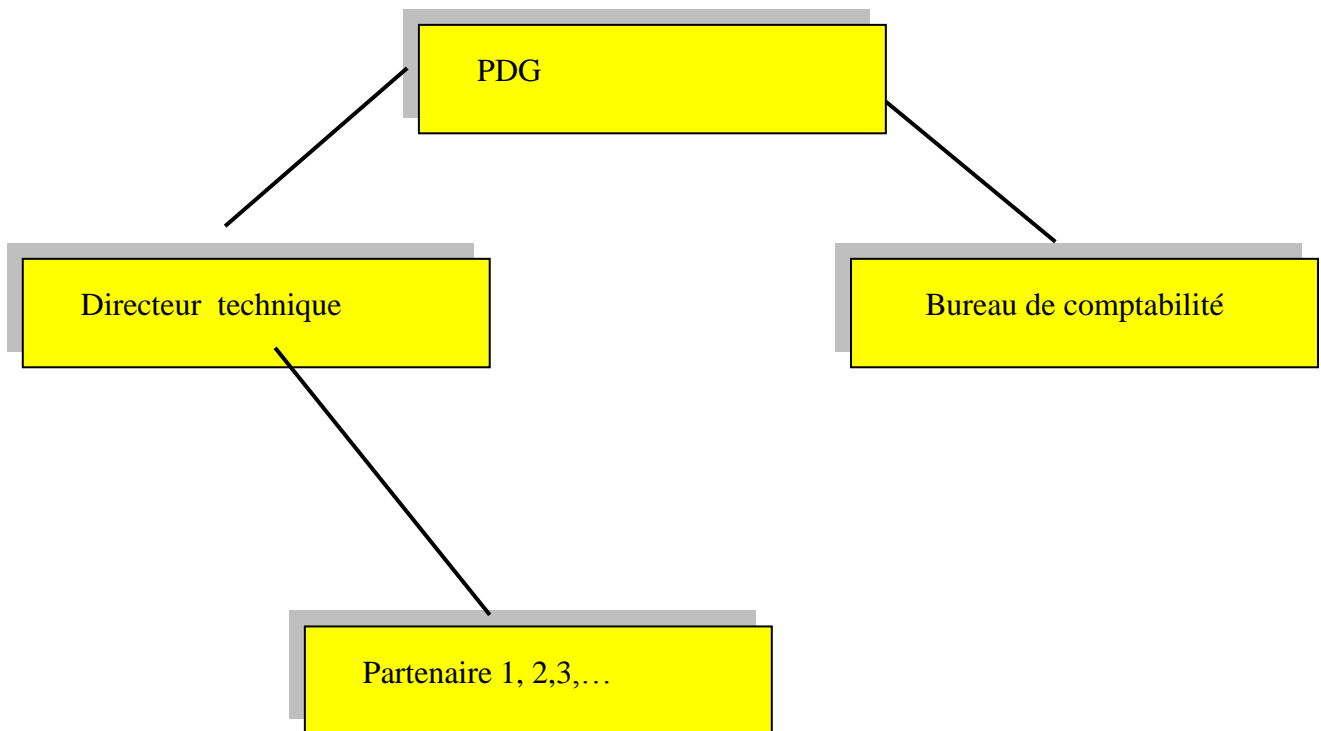 PDG
Directeur  technique
Bureau de comptabilité
Partenaire 1, 2,3,…